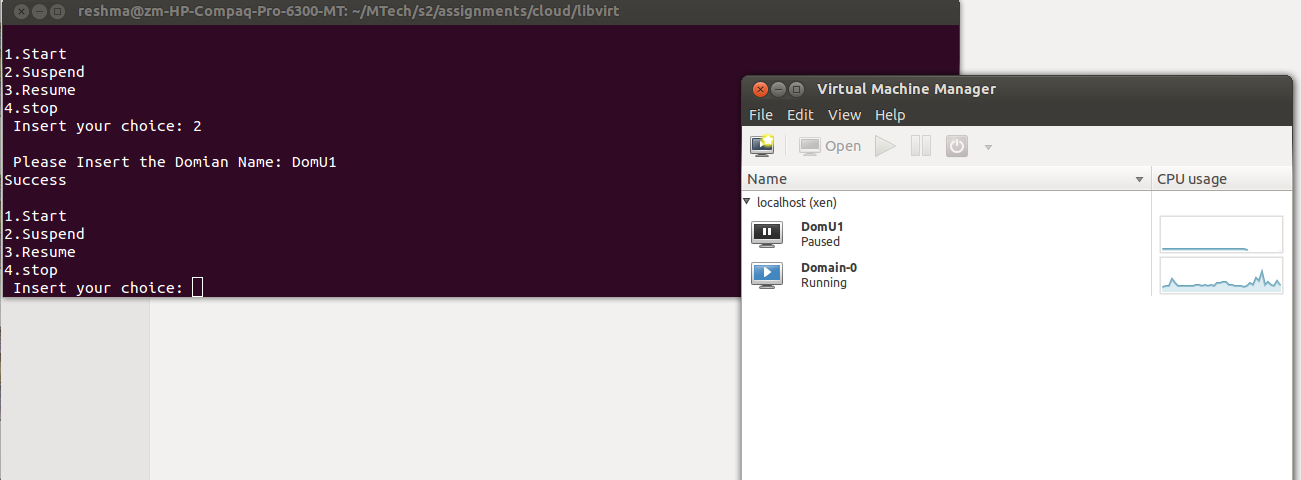 reshma@zm-HP-Compaq-Pro-6300-MT: ~/MTech/s2/assignments/cloud/libvirt
1.Start
2.Suspend
3.Resume
4.stop
Insert your choice: 2
Please Insert the Domian Name: DomU1
Success
1.Start
2.Suspend
3.Resume
4.stop
Insert your choice:
Virtual Machine Manager
File Edit View Help
Open
Name CPU usage
localhost (xen)
DomU1
Paused
Domain-0
Running